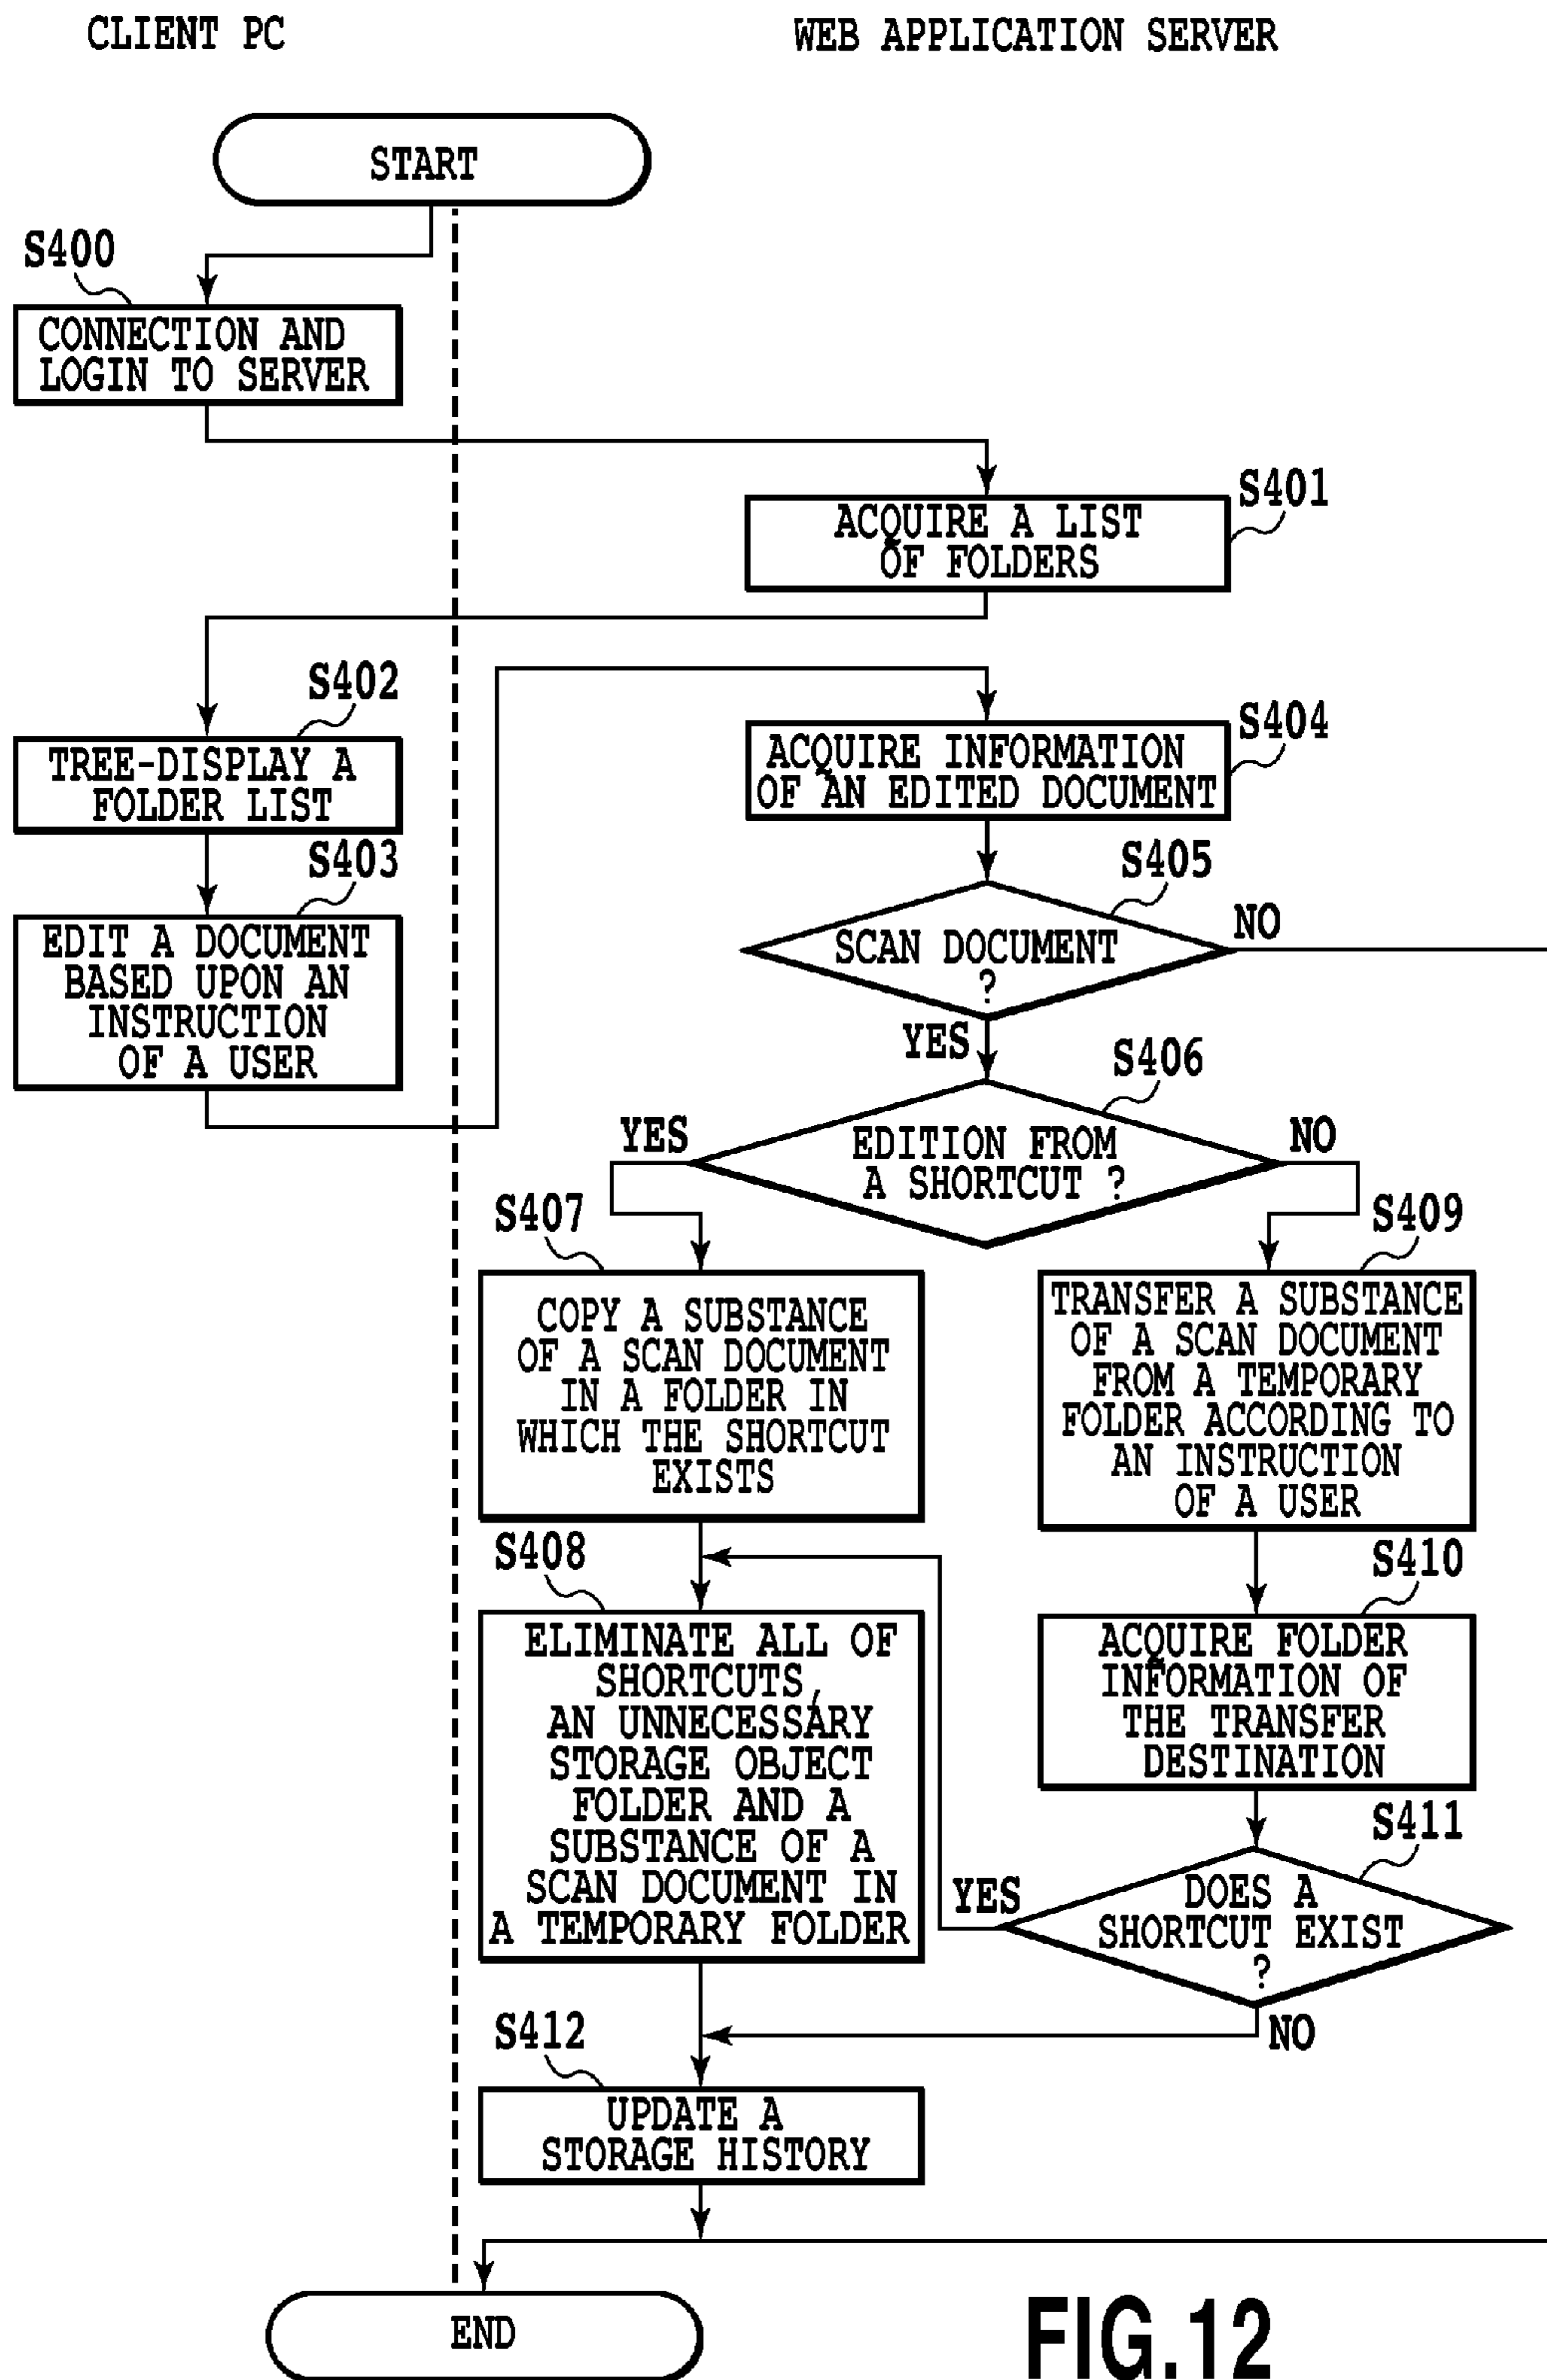 CLIENT PC
WEB APPLICATION SERVER
START
S400
CONNECTION AND
LOGIN TO SERVER
S401
ACQUIRE A LIST
OF FOLDERS
S402
TREE-DISPLAY A
FOLDER LIST
S403
EDIT A DOCUMENT
BASED UPON AN
INSTRUCTION
OF A USER
S404
ACQUIRE INFORMATION
OF AN EDITED DOCUMENT
S405
SCAN DOCUMENT
?
NO
YES
S406
EDITION FROM
A SHORTCUT ?
YES
NO
S407
COPY A SUBSTANCE
OF A SCAN DOCUMENT
IN A FOLDER IN
WHICH THE SHORTCUT
EXISTS
S409
TRANSFER A SUBSTANCE
OF A SCAN DOCUMENT
FROM A TEMPORARY
FOLDER ACCORDING TO
AN INSTRUCTION
OF A USER
S408
ELIMINATE ALL OF
SHORTCUTS,
AN UNNECESSARY
STORAGE OBJECT
FOLDER AND A
SUBSTANCE OF A
SCAN DOCUMENT IN
A TEMPORARY FOLDER
S410
ACQUIRE FOLDER
INFORMATION OF
THE TRANSFER
DESTINATION
S411
DOES A
SHORTCUT EXIST
?
YES
NO
S412
UPDATE A
STORAGE HISTORY
END
FIG.12